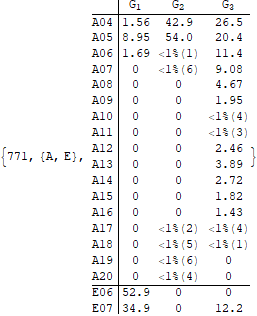 G1 G2 G3
A04 1.56 42.9 26.5
A05 8.95 54.0 20.4
A06 1.69 <1%(1) 11.4
A07 0 <1%(6) 9.08
A08 0 0 4.67
A09 0 0 1.95
A10 0 0 <1%(4)
A11 0 0 <1%(3)
{771, {A, E}, A12 0 0 2.46 }
A13 0 0 3.89
A14 0 0 2.72
A15 0 0 1.82
A16 0 0 1.43
A17 0 <1%(2) <1%(4)
A18 0 <1%(5) <1%(1)
A19 0 <1%(6) 0
A20 0 <1%(4) 0
E06 52.9 0 0
E07 34.9 0 12.2